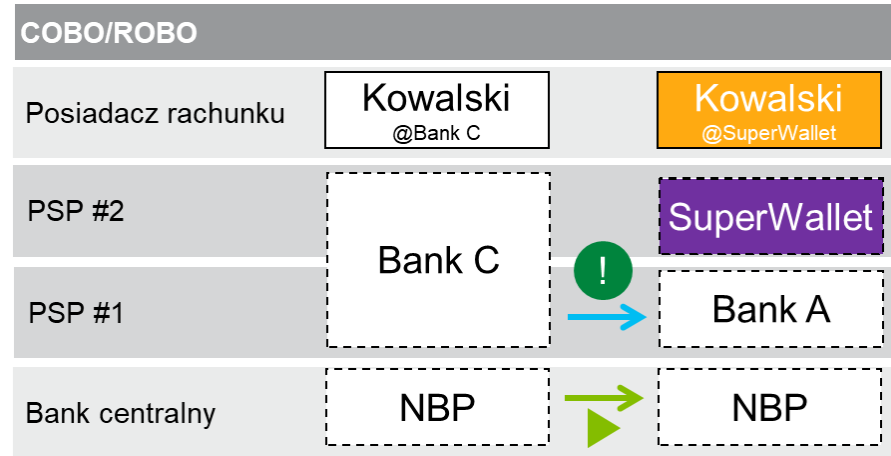 COBO/ROBO
Posiadacz rachunku
Kowalski
@Bank C
Kowalski
@SuperWallet
PSP #2
SuperWallet
Bank C
!
PSP #1
Bank A
Bank centralny
NBP
NBP